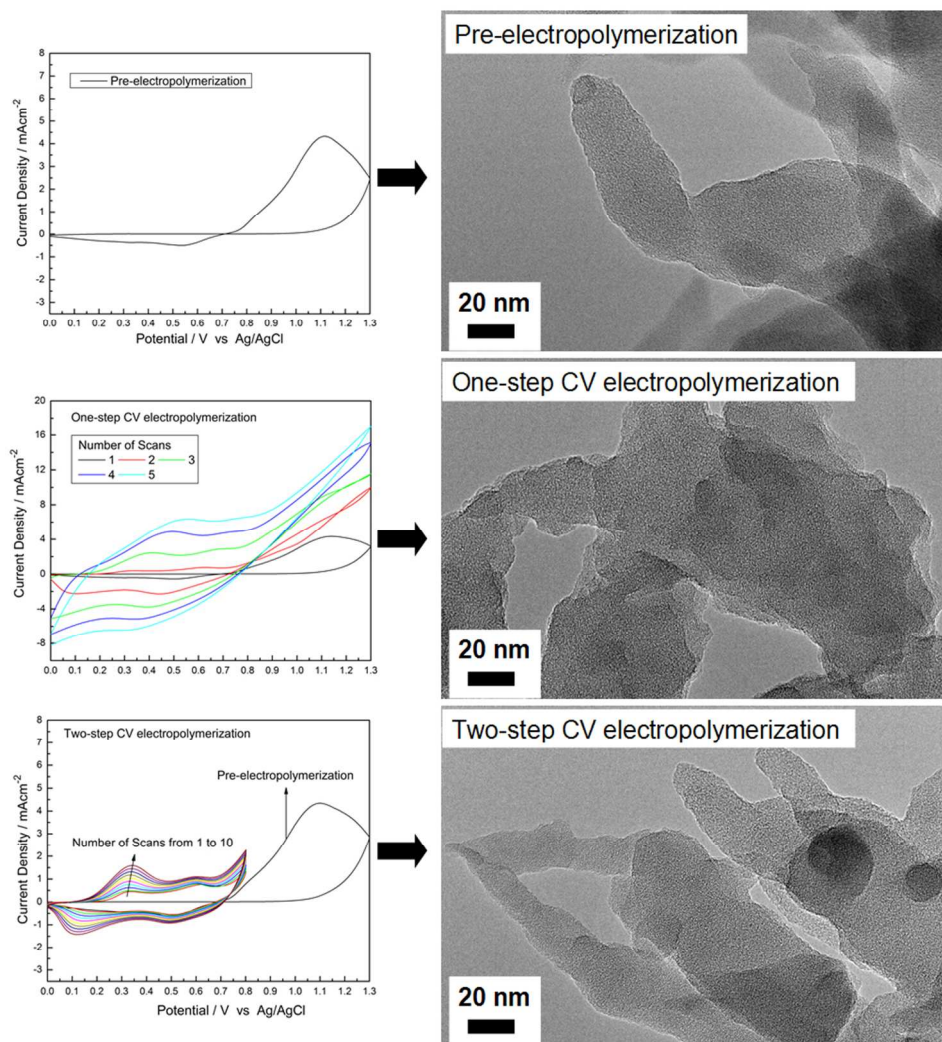 Pre-electropolymerization
8
7
6
5
4
3
2
1
0
-1
-2
-3
Current Density / mAcm⁻²
Pre-electropolymerization
0.0 0.1 0.2 0.3 0.4 0.5 0.6 0.7 0.8 0.9 1.0 1.1 1.2 1.3
Potential / V vs Ag/AgCl
20 nm
One-step CV electropolymerization
20
16
12
8
4
0
-4
-8
Current Density / mAcm⁻²
One-step CV electropolymerization
Number of Scans
1 2 3
4 5
0.0 0.1 0.2 0.3 0.4 0.5 0.6 0.7 0.8 0.9 1.0 1.1 1.2 1.3
Potential / V vs Ag/AgCl
20 nm
Two-step CV electropolymerization
8
7
6
5
4
3
2
1
0
-1
-2
-3
Current Density / mAcm⁻²
Two-step CV electropolymerization
Pre-electropolymerization
Number of Scans from 1 to 10
0.0 0.1 0.2 0.3 0.4 0.5 0.6 0.7 0.8 0.9 1.0 1.1 1.2 1.3
Potential / V vs Ag/AgCl
20 nm